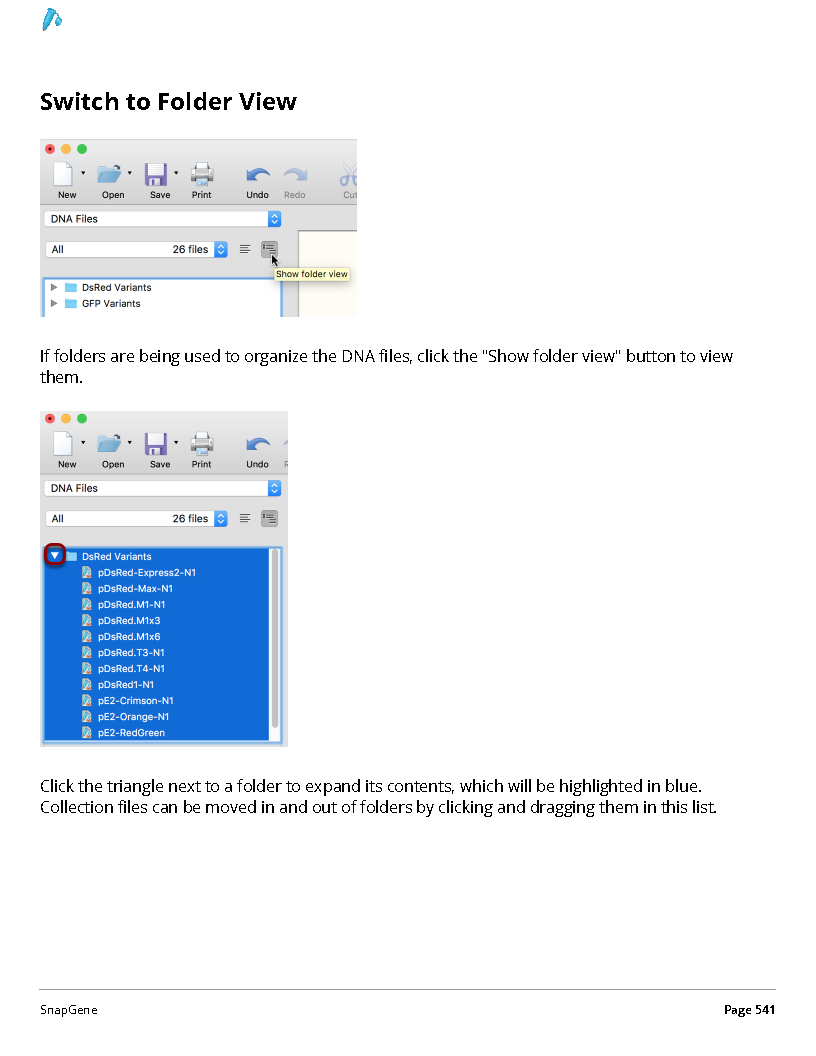 Switch to Folder View
New Open Save Print Undo Redo Cut
DNA Files
All 26 files
Show folder view
DsRed Variants
GFP Variants
If folders are being used to organize the DNA files, click the "Show folder view" button to view
them.
New Open Save Print Undo R
DNA Files
All 26 files
DsRed Variants
pDsRed-Express2-N1
pDsRed-Max-N1
pDsRed.M1-N1
pDsRed.M1x3
pDsRed.M1x6
pDsRed.T3-N1
pDsRed.T4-N1
pDsRed1-N1
pE2-Crimson-N1
pE2-Orange-N1
pE2-RedGreen
Click the triangle next to a folder to expand its contents, which will be highlighted in blue.
Collection files can be moved in and out of folders by clicking and dragging them in this list.
SnapGene Page 541